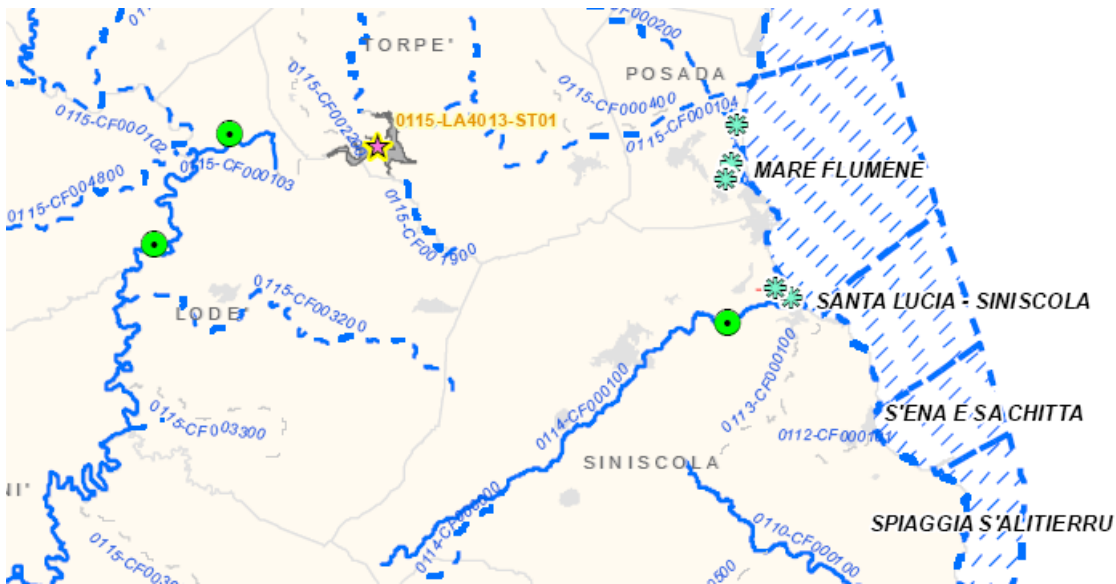 0115-CF000200
TORPE'
POSADA
0115-CF000400
0115-CF000104
0115-LA4013-ST01
0115-CF000102
0115-CF000103
MARE FLUMENE
0115-CF004800
0115-CF001900
0115-CF003200
LODE'
SANTA LUCIA - SINISCOLA
0113-CF000100
0114-CF000100
S'ENA E SA CHITTA
0115-CF003300
0112-CF000101
SINISCOLA
NI'
SPIAGGIA S'ALITIERRU
0110-CF000100